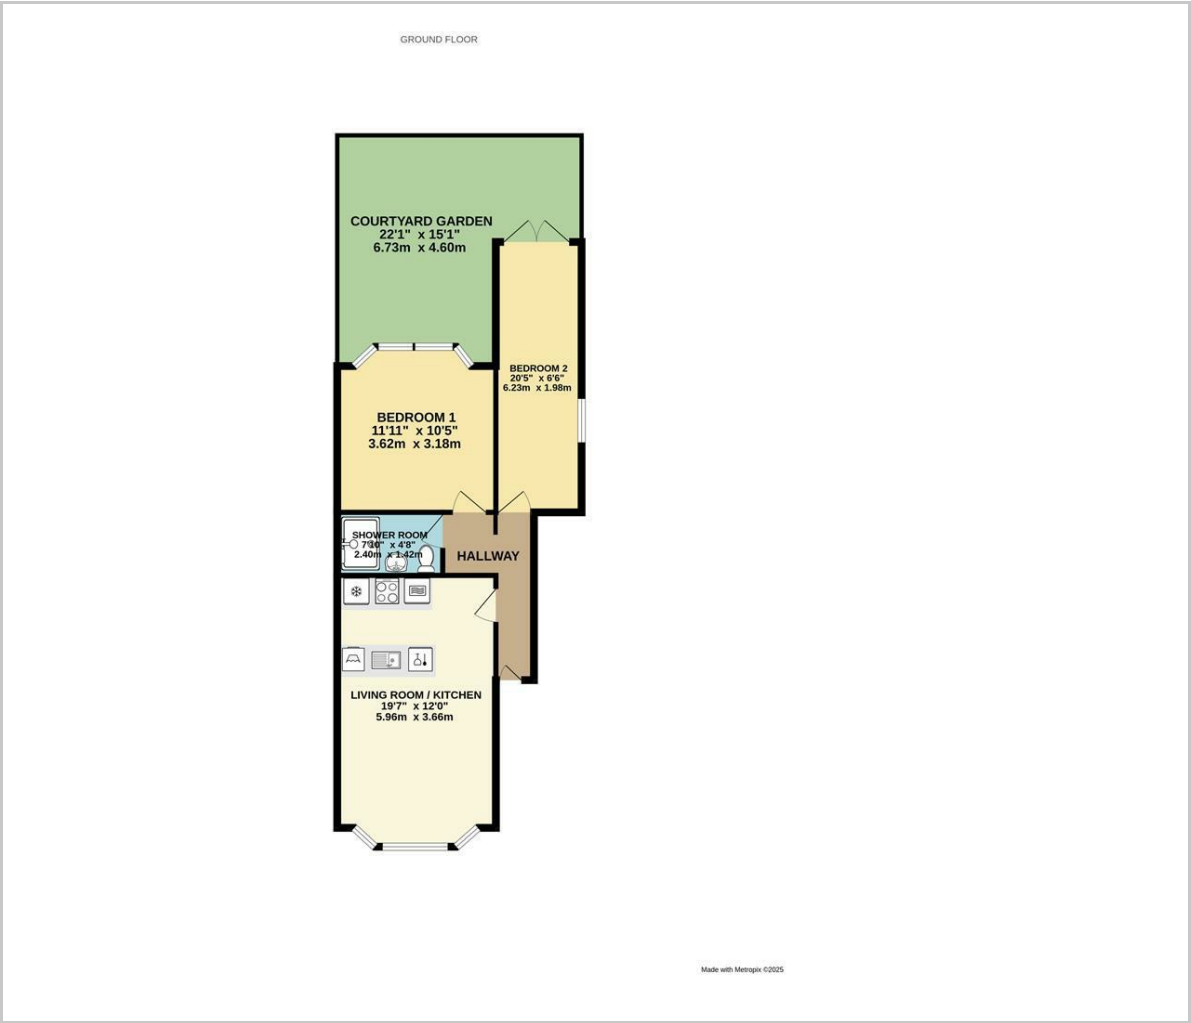 GROUND FLOOR
COURTYARD GARDEN
22'1" x 15'1"
6.73m x 4.60m
BEDROOM 2
20'5" x 6'6"
6.23m x 1.98m
BEDROOM 1
11'11" x 10'5"
3.62m x 3.18m
SHOWER ROOM
7'10" x 4'8"
2.40m x 1.42m
HALLWAY
LIVING ROOM / KITCHEN
19'7" x 12'0"
5.96m x 3.66m
Made with Metropix ©2025